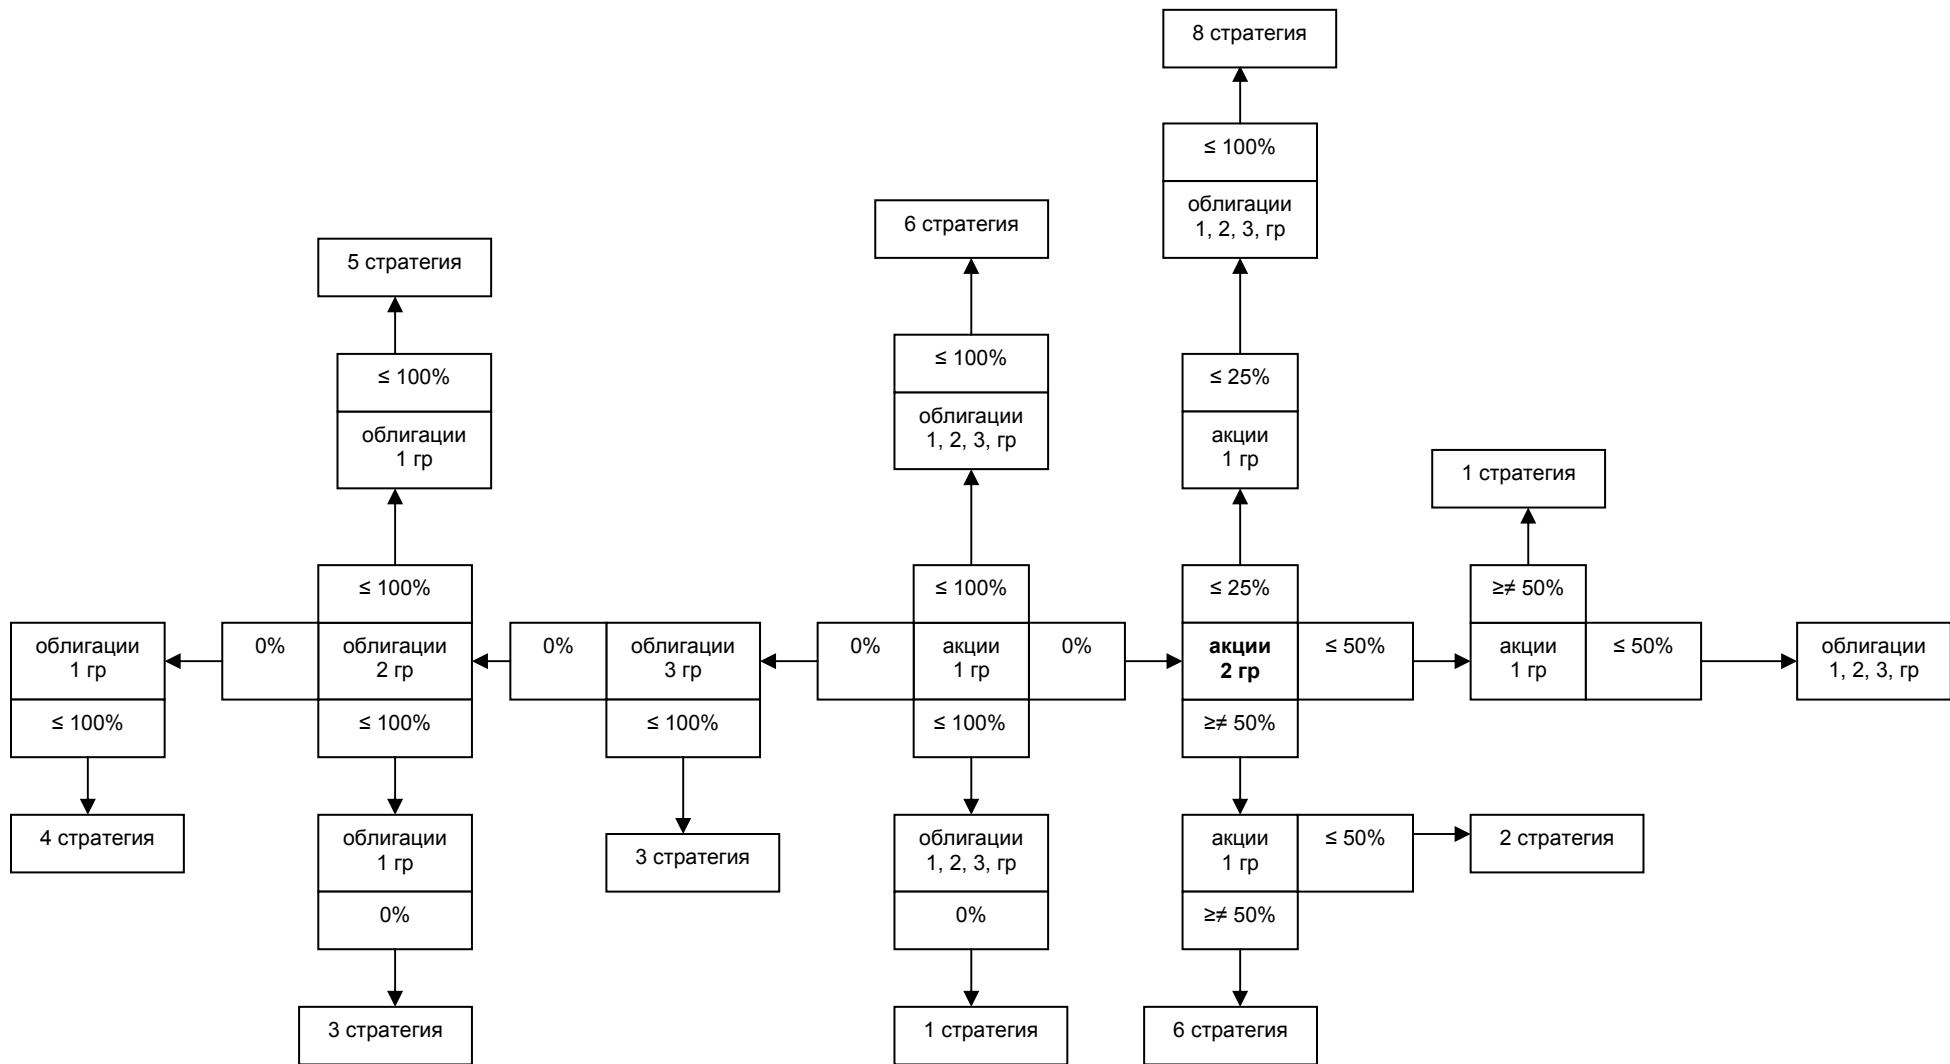 8 стратегия
≤ 100%
облигации
1, 2, 3, гр
6 стратегия
5 стратегия
≤ 100%
облигации
1, 2, 3, гр
≤ 100%
облигации
1 гр
≤ 25%
акции
1 гр
1 стратегия
≤ 100%
≤ 100%
≤ 25%
≥≠ 50%
облигации
1 гр
0%
облигации
2 гр
0%
облигации
3 гр
0%
акции
1 гр
0%
акции
2 гр
≤ 50%
акции
1 гр
≤ 50%
облигации
1, 2, 3, гр
≤ 100%
≤ 100%
≤ 100%
≤ 100%
≥≠ 50%
4 стратегия
облигации
1 гр
0%
3 стратегия
облигации
1, 2, 3, гр
0%
акции
1 гр
≤ 50%
2 стратегия
≥≠ 50%
3 стратегия
1 стратегия
6 стратегия